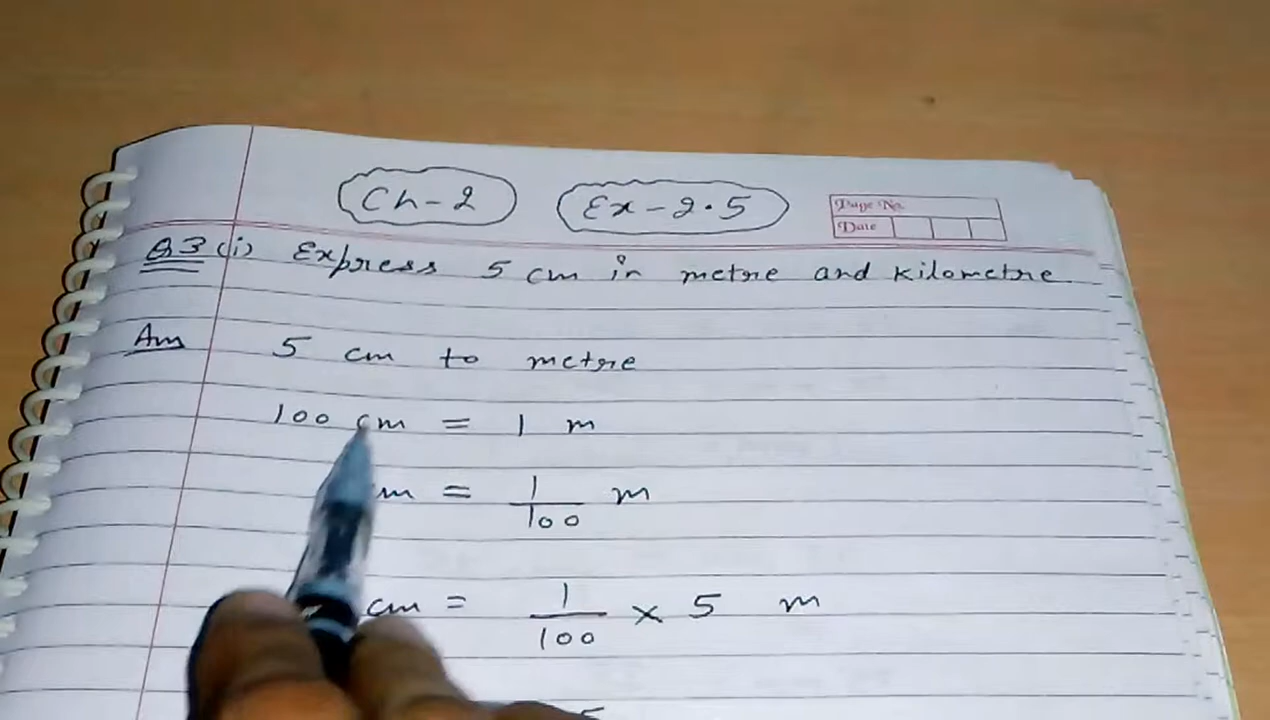 Ch-2 Ex-2.5 Page No.
Date
Q3 (i) Express 5 cm in metre and kilometre.
Ans 5 cm to metre
100 cm = 1 m
m = 1/100 m
cm = 1/100 × 5 m
5